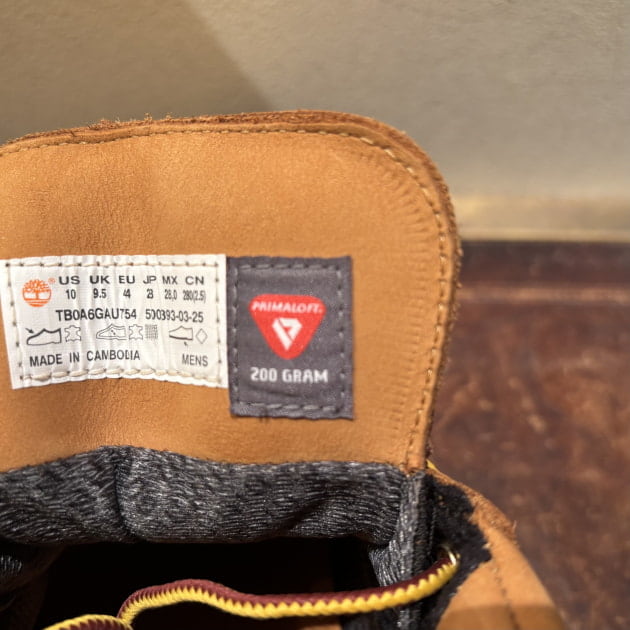 US UK EU JP MX CN
10 9.5 44 28 28,0 280(2.5)
TB0A6GAU754 500393-03-25
MADE IN CAMBODIA MENS
PRIMALOFT®
200 GRAM